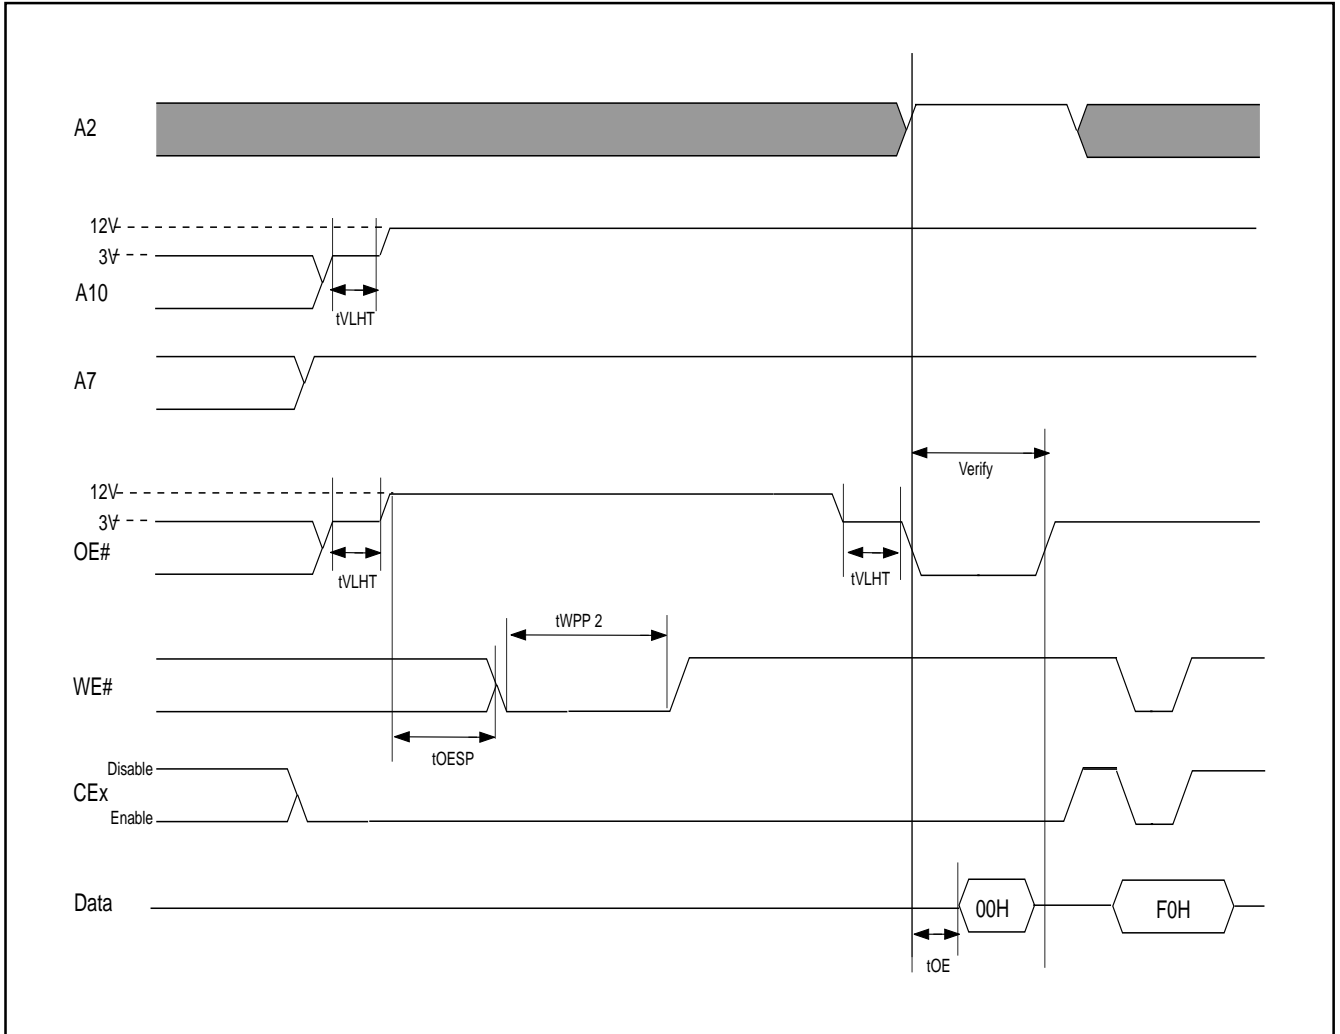 A2
12V
3V
A10
tVLHT
A7
Verify
12V
3V
OE#
tVLHT
tVLHT
tWPP 2
WE#
tOESP
Disable
CEx
Enable
Data
00H
F0H
tOE